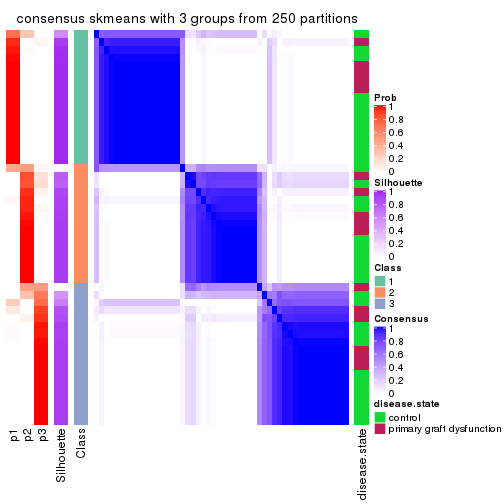 consensus skmeans with 3 groups from 250 partitions
Prob
1
0.8
0.6
0.4
0.2
0
Silhouette
1
0.8
0.6
0.4
0.2
0
Class
1
2
3
Consensus
1
0.8
0.6
0.4
0.2
0
disease.state
control
primary graft dysfunction
p1
p2
p3
Silhouette
Class
disease.state